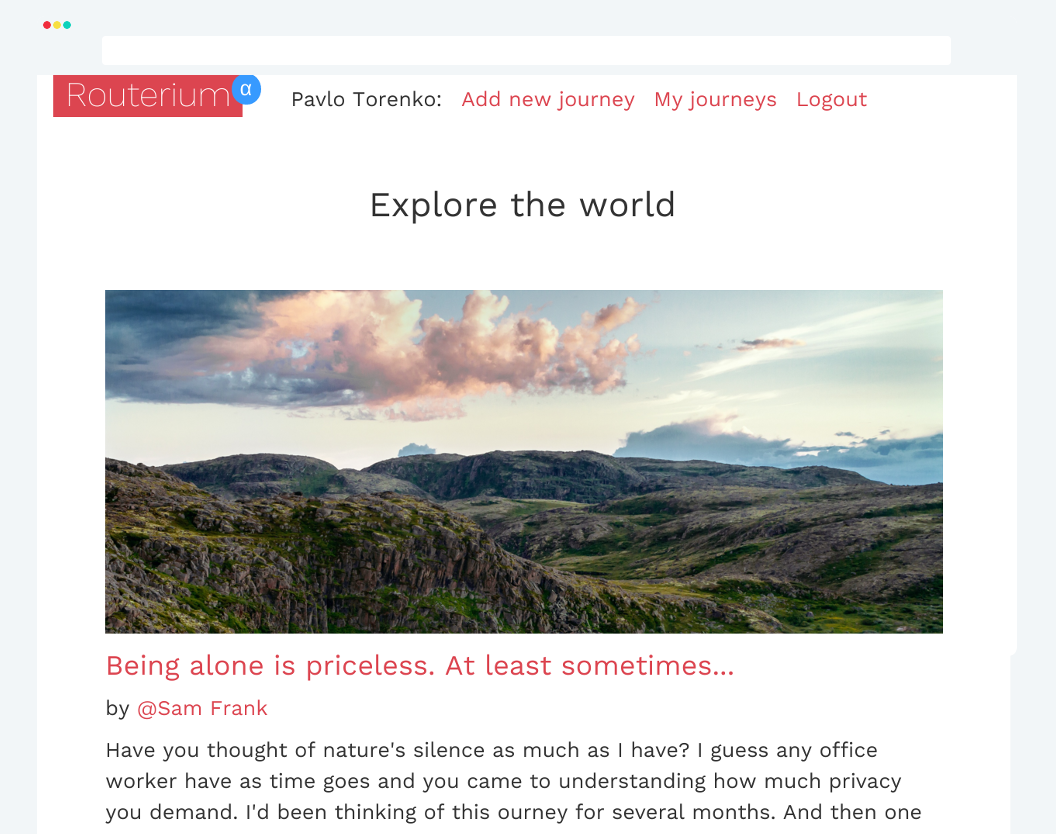 Routerium α
Pavlo Torenko: Add new journey My journeys Logout
Explore the world
Being alone is priceless. At least sometimes...
by @Sam Frank
Have you thought of nature's silence as much as I have? I guess any office
worker have as time goes and you came to understanding how much privacy
you demand. I'd been thinking of this ourney for several months. And then one